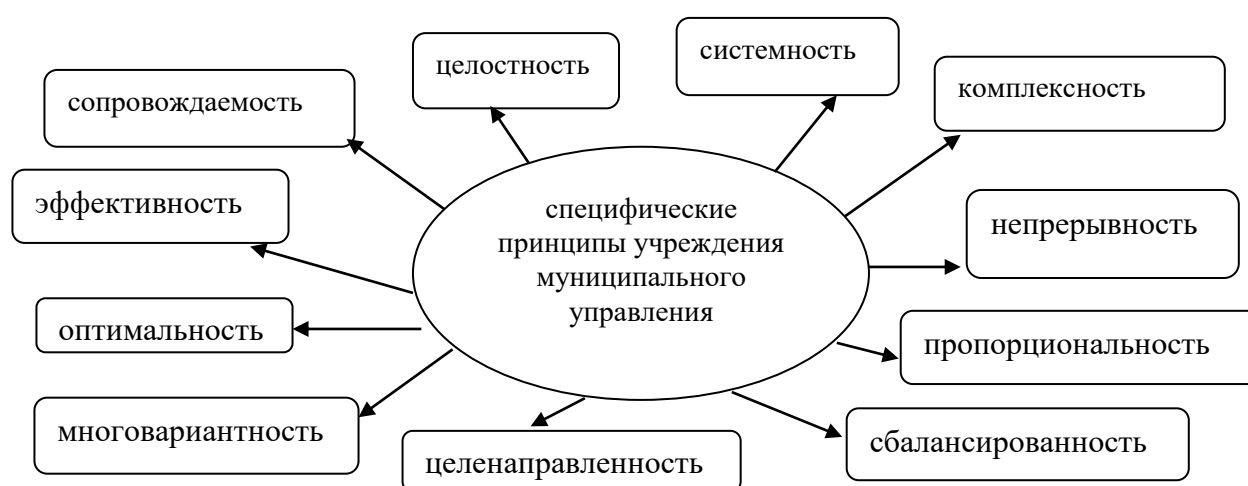 целостность
системность
сопровождаемость
комплексность
эффективность
специфические
принципы учреждения
муниципального
управления
непрерывность
оптимальность
пропорциональность
многовариантность
целенаправленность
сбалансированность